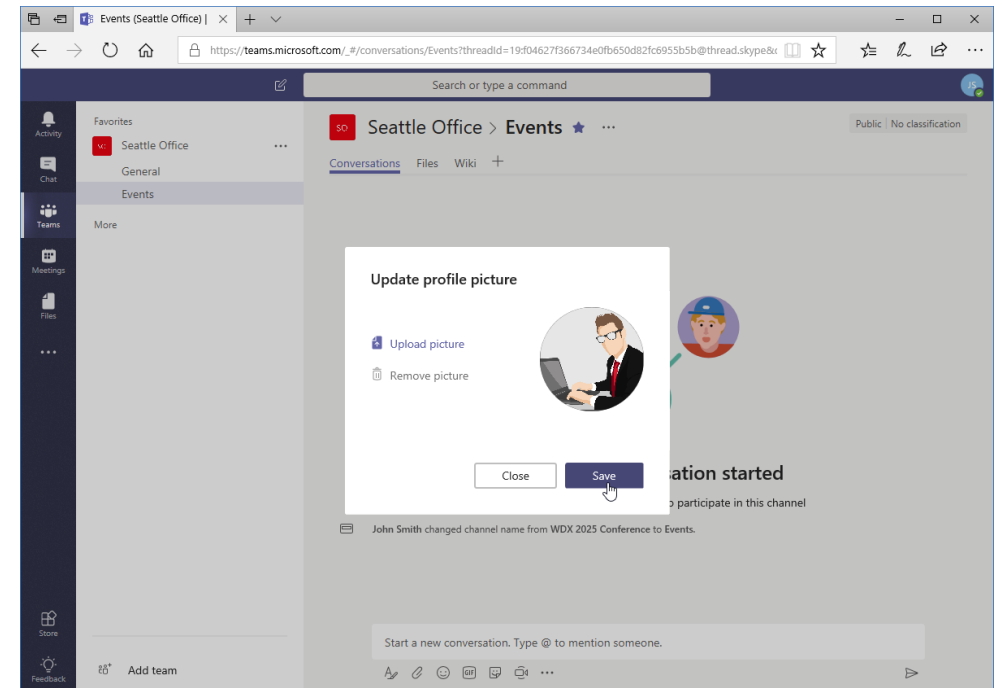 Events (Seattle Office) |
https://teams.microsoft.com/_#/conversations/Events?threadId=19:f04627f366734e0fb650d82fc6955b5b@thread.skype&c
Search or type a command
JS
Activity
Chat
Teams
Meetings
Files
Store
Feedback
Favorites
Seattle Office
General
Events
More
Add team
SO
Seattle Office > Events
Public | No classification
Conversations Files Wiki
Update profile picture
Upload picture
Remove picture
Close
Save
ation started
participate in this channel
John Smith changed channel name from WDX 2025 Conference to Events.
Start a new conversation. Type @ to mention someone.
GIF